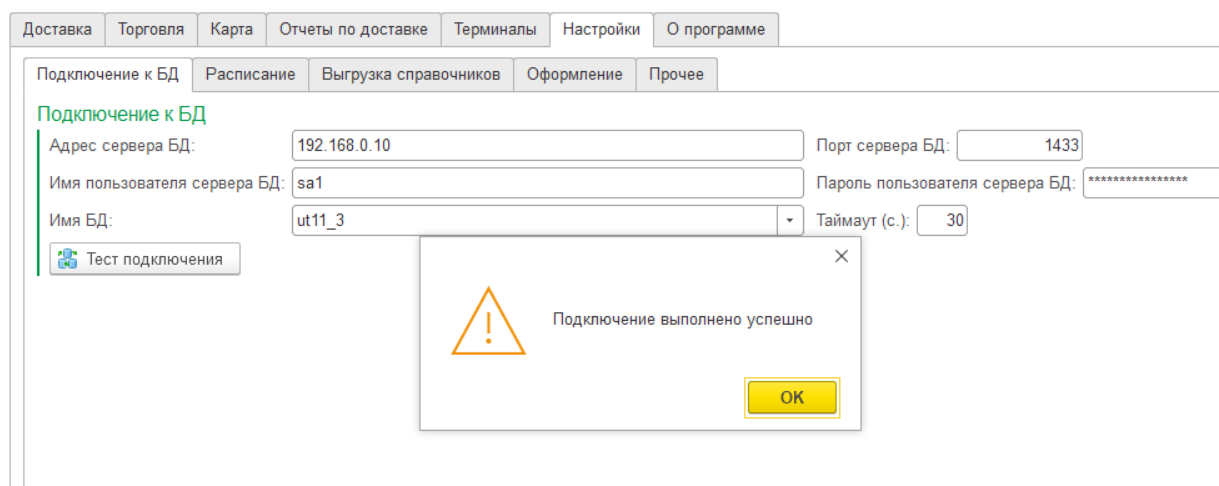 Доставка Торговля Карта Отчеты по доставке Терминалы Настройки О программе
Подключение к БД Расписание Выгрузка справочников Оформление Прочее
Подключение к БД
Адрес сервера БД: 192.168.0.10 Порт сервера БД: 1433
Имя пользователя сервера БД: sa1 Пароль пользователя сервера БД: ****************
Имя БД: ut11_3 Таймаут (с.): 30
Тест подключения
Подключение выполнено успешно
OK